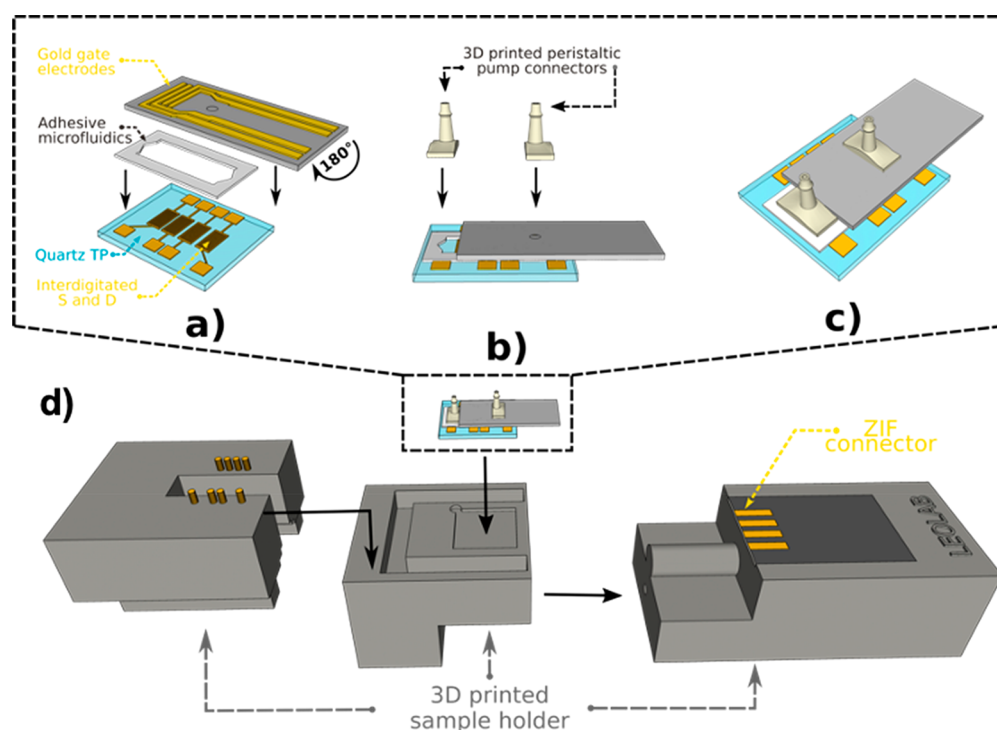 Gold gate
electrodes
Adhesive
microfluidics
180°
Quartz TP
Interdigitated
S and D
a)
3D printed peristaltic
pump connectors
b)
c)
d)
ZIF
connector
LEOLAB
3D printed
sample holder